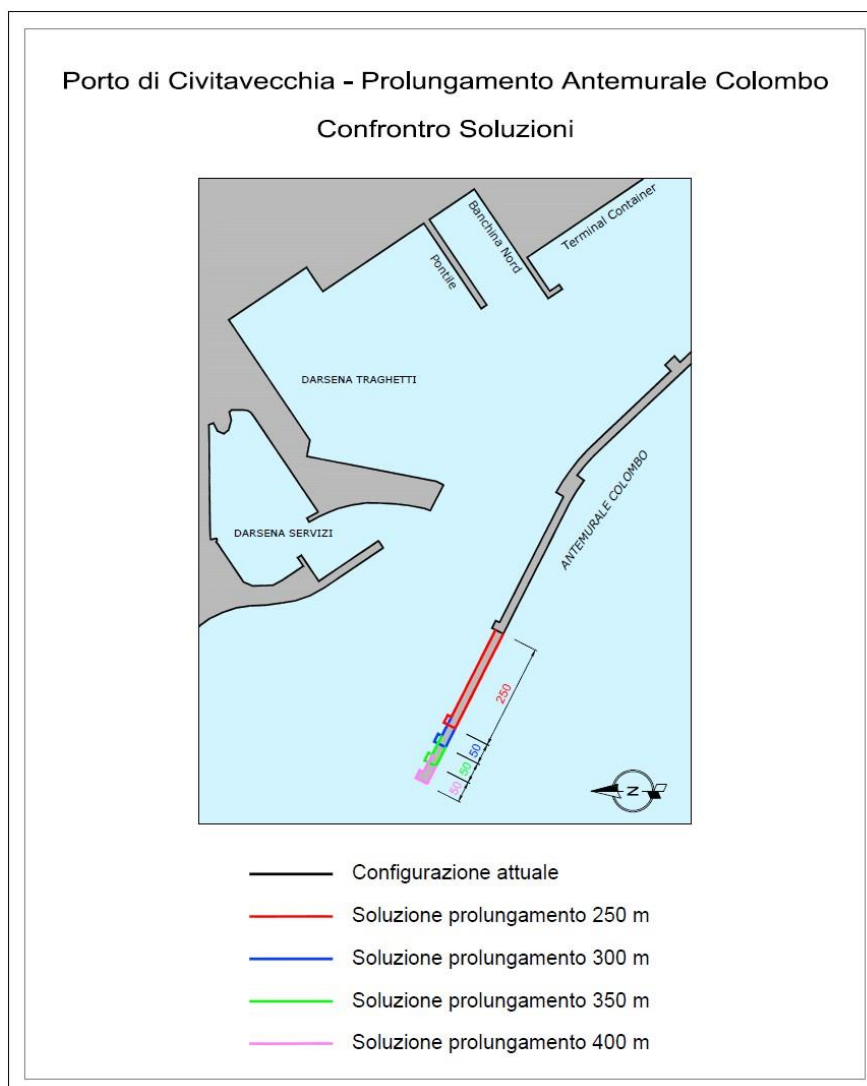 Porto di Civitavecchia - Prolungamento Antemurale Colombo
Confrontro Soluzioni
Banchina Nord
Terminal Container
Pontile
DARSENA TRAGHETTI
ANTEMURALE COLOMBO
DARSENA SERVIZI
250
50
50
50
N
Configurazione attuale
Soluzione prolungamento 250 m
Soluzione prolungamento 300 m
Soluzione prolungamento 350 m
Soluzione prolungamento 400 m